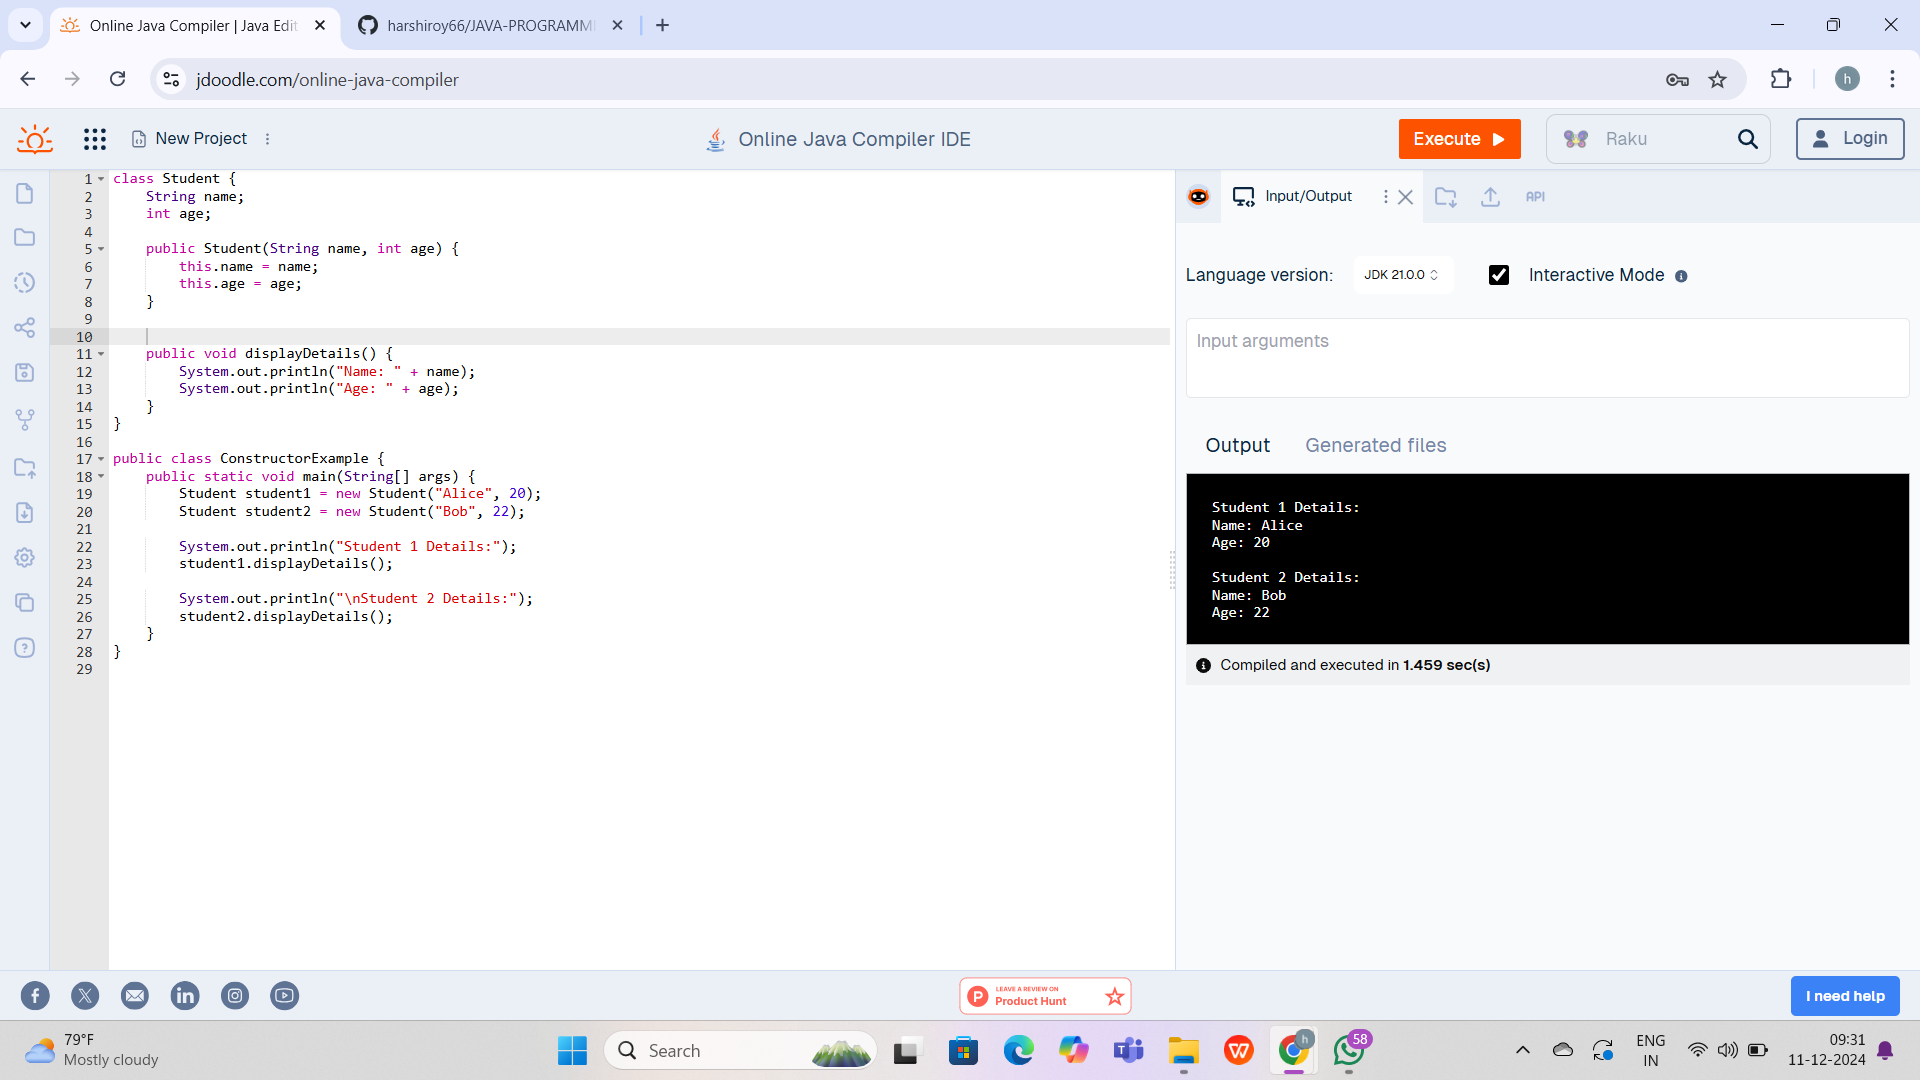 Online Java Compiler | Java Edit
harshiroy66/JAVA-PROGRAMMI
jdoodle.com/online-java-compiler
h
New Project
Online Java Compiler IDE
Execute
Raku
Login
1 class Student {
2 String name;
3 int age;
4
5 public Student(String name, int age) {
6 this.name = name;
7 this.age = age;
8 }
9
10
11 public void displayDetails() {
12 System.out.println("Name: " + name);
13 System.out.println("Age: " + age);
14 }
15 }
16
17 public class ConstructorExample {
18 public static void main(String[] args) {
19 Student student1 = new Student("Alice", 20);
20 Student student2 = new Student("Bob", 22);
21
22 System.out.println("Student 1 Details:");
23 student1.displayDetails();
24
25 System.out.println("\nStudent 2 Details:");
26 student2.displayDetails();
27 }
28 }
29
Input/Output
API
Language version:
JDK 21.0.0
Interactive Mode
Input arguments
Output
Generated files
Student 1 Details:
Name: Alice
Age: 20
Student 2 Details:
Name: Bob
Age: 22
Compiled and executed in 1.459 sec(s)
LEAVE A REVIEW ON
Product Hunt
I need help
79°F
Mostly cloudy
Search
h
58
ENG
IN
09:31
11-12-2024